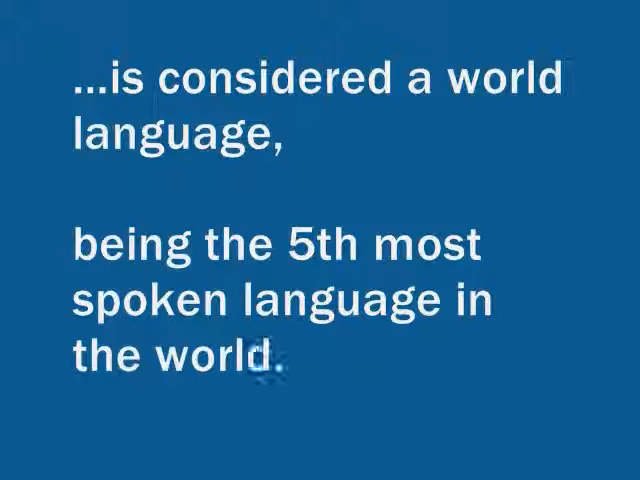 ...is considered a world
language,
being the 5th most
spoken language in
the world.